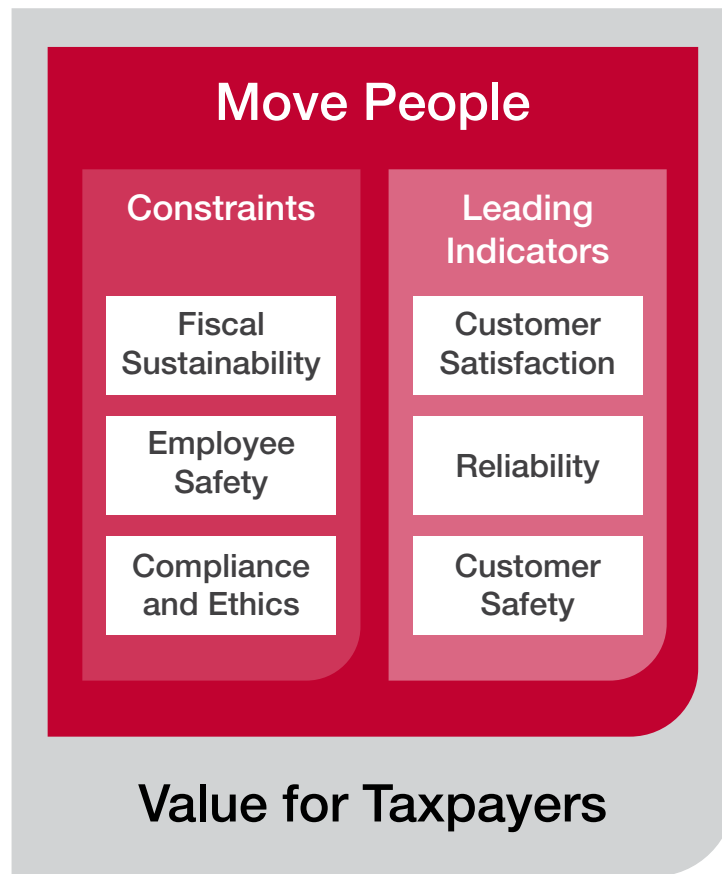 Move People
Constraints
Fiscal
Sustainability
Employee
Safety
Compliance
and Ethics
Leading
Indicators
Customer
Satisfaction
Reliability
Customer
Safety
Value for Taxpayers